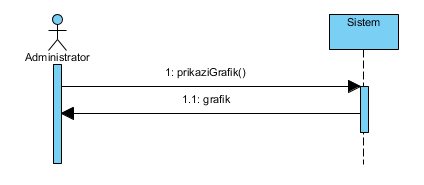 Sistem
Administrator
1: prikaziGrafik()
1.1: grafik